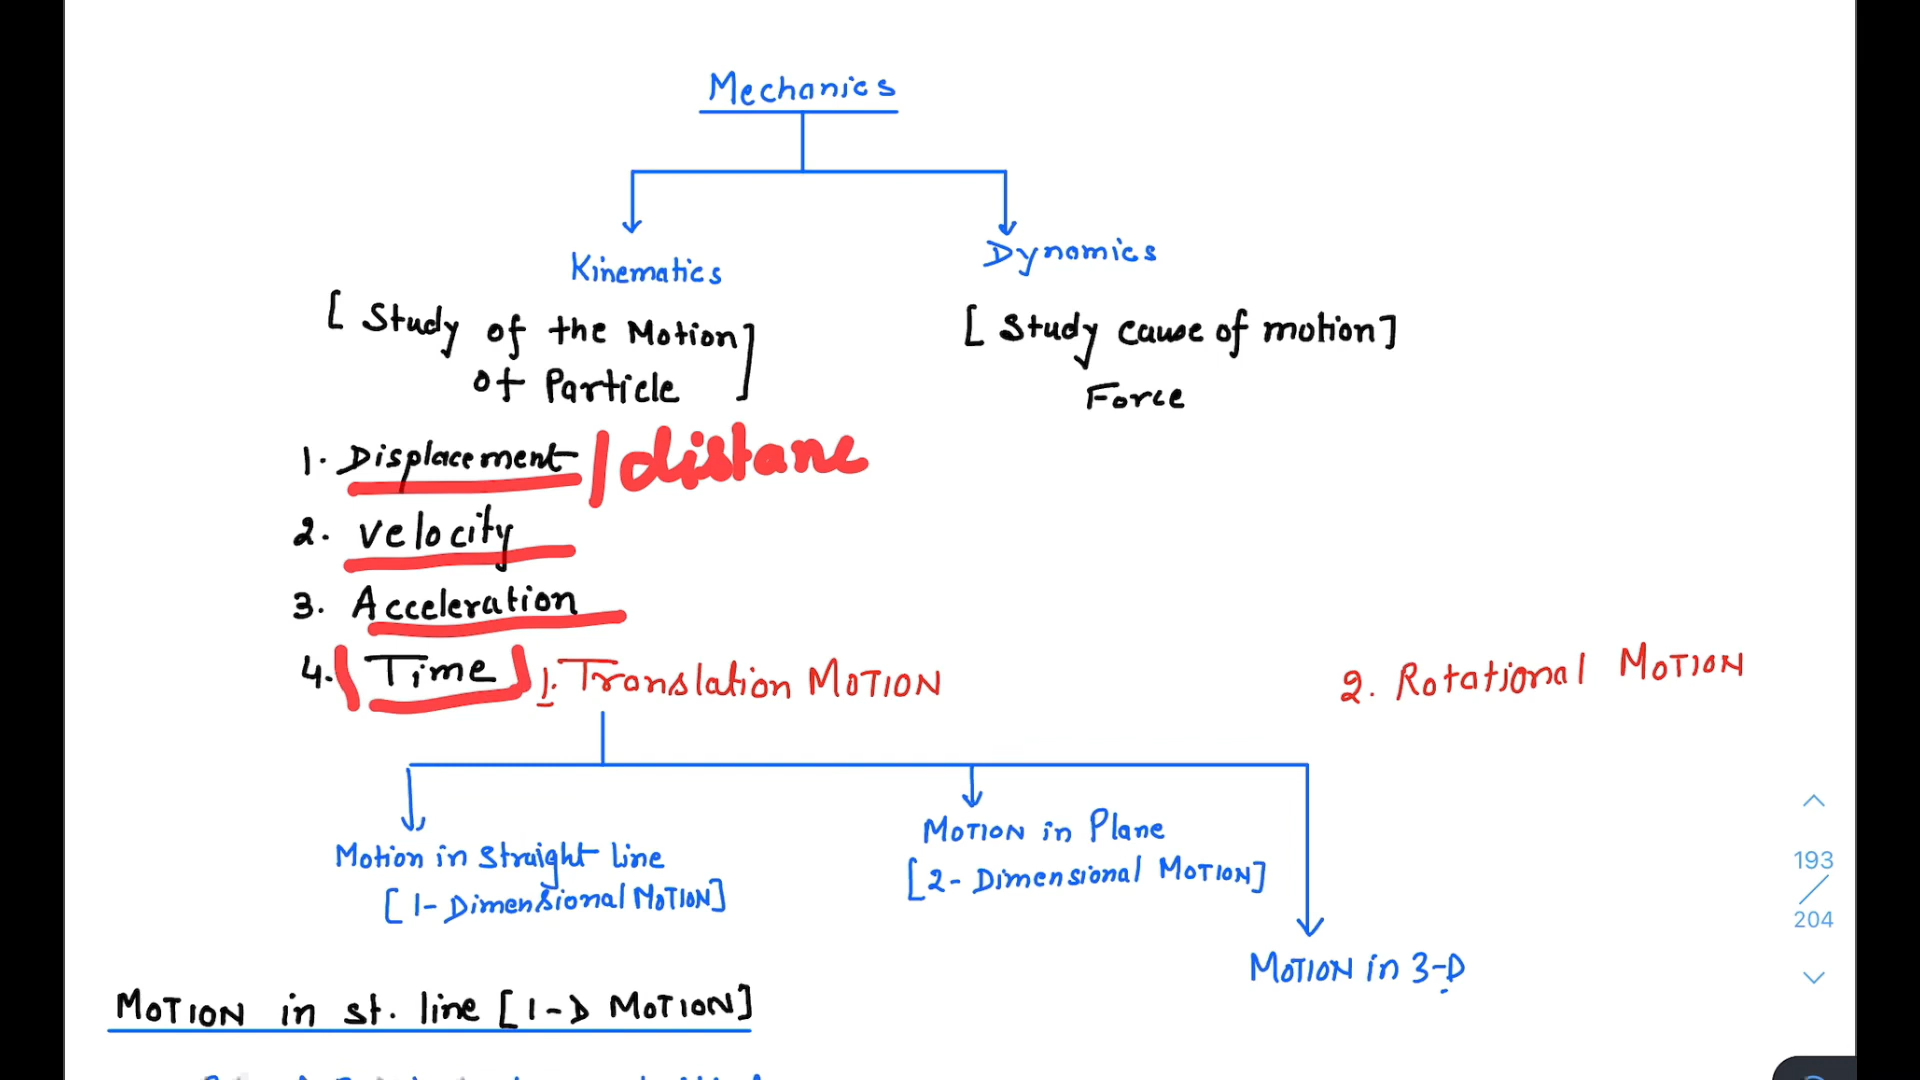 Mechanics
Kinematics
Dynamics
[ Study of the Motion ]
of Particle
[ Study cause of motion ]
Force
1. Displacement / distane
2. velocity
3. Acceleration
4. Time
1. Translation MOTION
2. Rotational MOTION
Motion in straight line
[ 1- Dimensional MOTION ]
MOTION in Plane
[ 2- Dimensional MOTION ]
MOTION in 3-D
193
204
MOTION in st. line [ 1-D MOTION ]